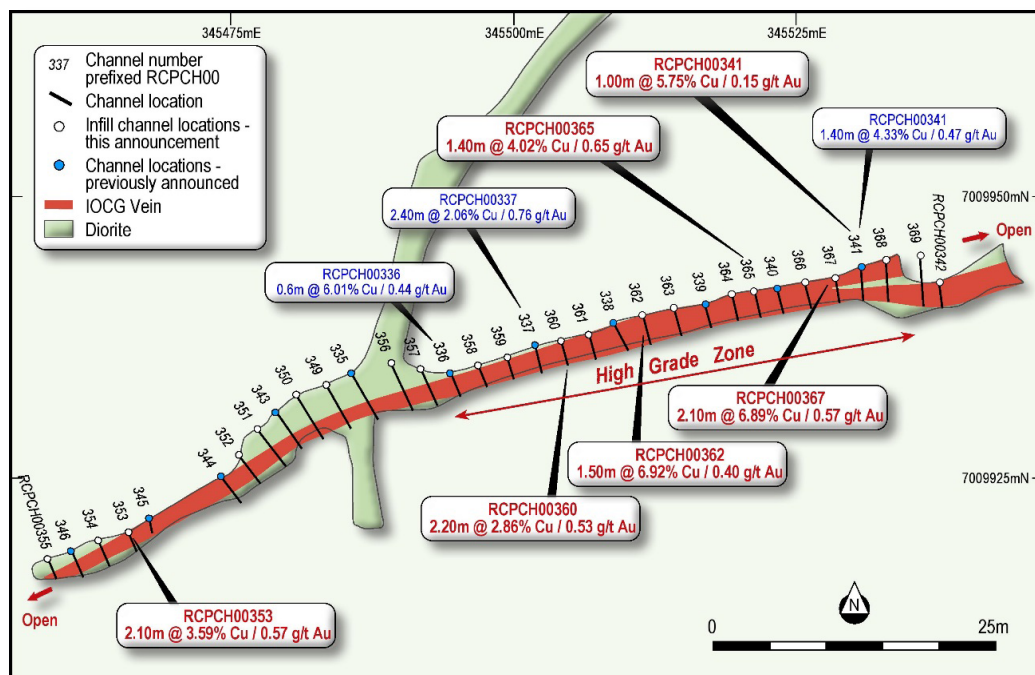 345475mE
345500mE
345525mE
337 Channel number
prefixed RCPCH00
Channel location
Infill channel locations -
this announcement
Channel locations -
previously announced
IOCG Vein
Diorite
RCPCH00341
1.00m @ 5.75% Cu / 0.15 g/t Au
RCPCH00365
1.40m @ 4.02% Cu / 0.65 g/t Au
RCPCH00341
1.40m @ 4.33% Cu / 0.47 g/t Au
RCPCH00337
2.40m @ 2.06% Cu / 0.76 g/t Au
RCPCH00336
0.6m @ 6.01% Cu / 0.44 g/t Au
7009950mN
Open
RCPCH00355
346
354
353
345
344
352
351
343
350
349
335
356
357
336
358
359
337
360
361
338
362
363
339
364
365
340
366
367
341
368
369
RCPCH00342
High Grade Zone
RCPCH00367
2.10m @ 6.89% Cu / 0.57 g/t Au
RCPCH00362
1.50m @ 6.92% Cu / 0.40 g/t Au
7009925mN
RCPCH00360
2.20m @ 2.86% Cu / 0.53 g/t Au
Open
RCPCH00353
2.10m @ 3.59% Cu / 0.57 g/t Au
N
0
25m